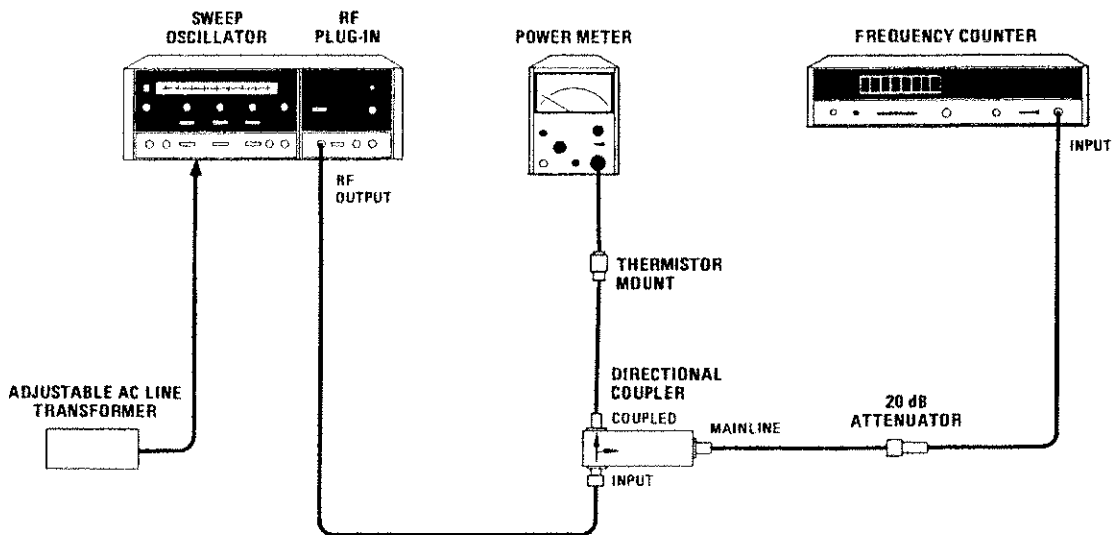 SWEEP
OSCILLATOR
RF
PLUG-IN
POWER METER
FREQUENCY COUNTER
INPUT
RF
OUTPUT
THERMISTOR
MOUNT
DIRECTIONAL
COUPLER
ADJUSTABLE AC LINE
TRANSFORMER
COUPLED
MAINLINE
20 dB
ATTENUATOR
INPUT